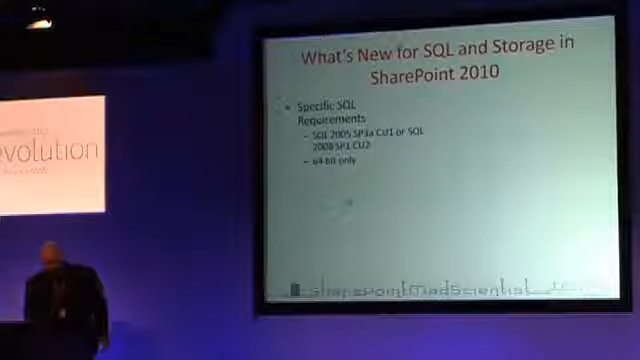 What's New for SQL and Storage in
SharePoint 2010
• Specific SQL
Requirements
– SQL 2005 SP3a CU1 or SQL
2008 SP1 CU2
– 64 bit only
SharePointMadScientist
evolution